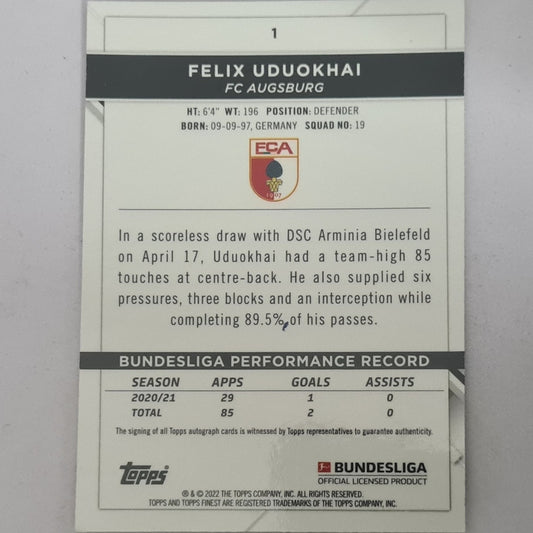 1
FELIX UDUOKHAI
FC AUGSBURG
HT: 6'4" WT: 196 POSITION: DEFENDER
BORN: 09-09-97, GERMANY SQUAD NO: 19
FCA
1907
In a scoreless draw with DSC Arminia Bielefeld
on April 17, Uduokhai had a team-high 85
touches at centre-back. He also supplied six
pressures, three blocks and an interception while
completing 89.5% of his passes.
BUNDESLIGA PERFORMANCE RECORD
SEASON APPS GOALS ASSISTS
2020/21 29 1 0
TOTAL 85 2 0
The signing of all Topps autograph cards is witnessed by Topps representatives to guarantee authenticity.
Topps
BUNDESLIGA
OFFICIAL LICENSED PRODUCT
® & © 2022 THE TOPPS COMPANY, INC. ALL RIGHTS RESERVED.
TOPPS AND TOPPS FINEST ARE REGISTERED TRADEMARKS OF THE TOPPS COMPANY, INC.